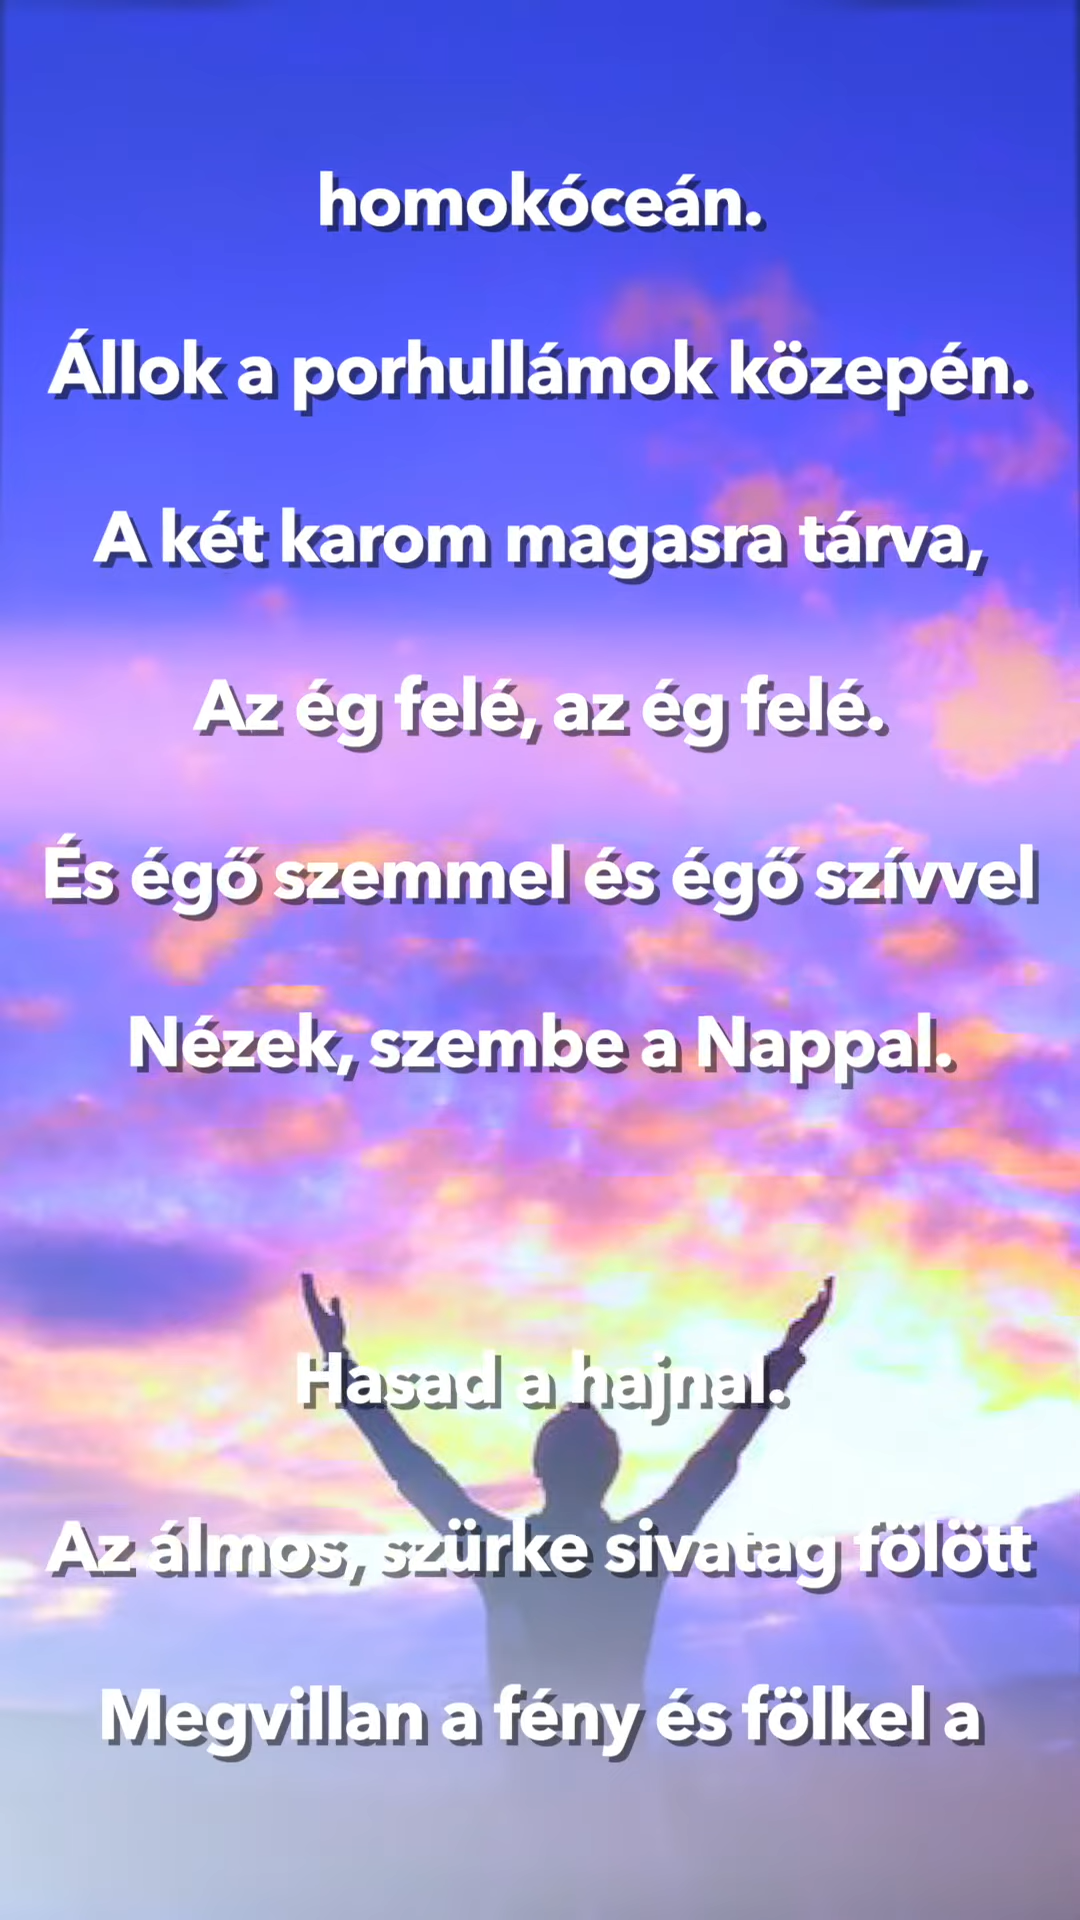 homokóceán.
Állok a porhullámok közepén.
A két karom magasra tárva,
Az ég felé, az ég felé.
És égő szemmel és égő szívvel
Nézek, szembe a Nappal.
Hasad a hajnal.
Az álmos, szürke sivatag fölött
Megvillan a fény és fölkel a